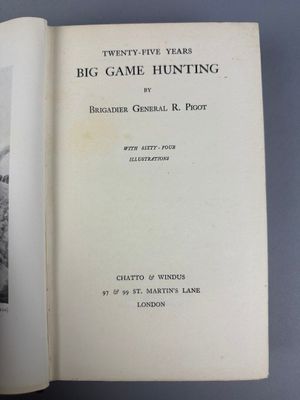 TWENTY-FIVE YEARS
BIG GAME HUNTING
BY
BRIGADIER GENERAL R. PIGOT
WITH SIXTY-FOUR
ILLUSTRATIONS
CHATTO & WINDUS
97 & 99 ST. MARTIN'S LANE
LONDON